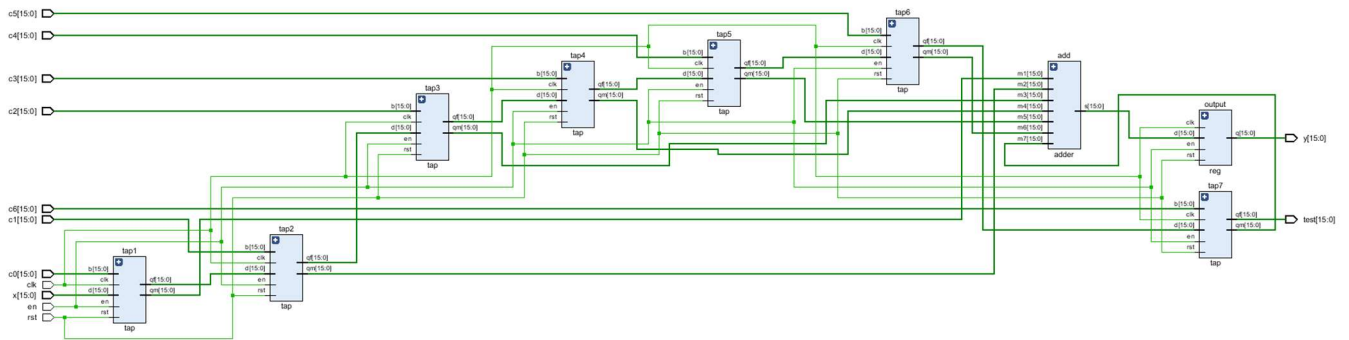 c5[15:0]
c4[15:0]
c3[15:0]
c2[15:0]
c6[15:0]
c1[15:0]
c0[15:0]
clk
x[15:0]
en
rst
tap1
b[15:0]
clk
d[15:0]
en
rst
qf[15:0]
qm[15:0]
tap
tap2
b[15:0]
clk
d[15:0]
en
rst
qf[15:0]
qm[15:0]
tap
tap3
b[15:0]
clk
d[15:0]
en
rst
qf[15:0]
qm[15:0]
tap
tap4
b[15:0]
clk
d[15:0]
en
rst
qf[15:0]
qm[15:0]
tap
tap5
b[15:0]
clk
d[15:0]
en
rst
qf[15:0]
qm[15:0]
tap
tap6
b[15:0]
clk
d[15:0]
en
rst
qf[15:0]
qm[15:0]
tap
add
m1[15:0]
m2[15:0]
m3[15:0]
m4[15:0]
m5[15:0]
m6[15:0]
m7[15:0]
s[15:0]
adder
output
clk
d[15:0]
en
rst
q[15:0]
reg
tap7
b[15:0]
clk
d[15:0]
en
rst
qf[15:0]
qm[15:0]
tap
y[15:0]
test[15:0]